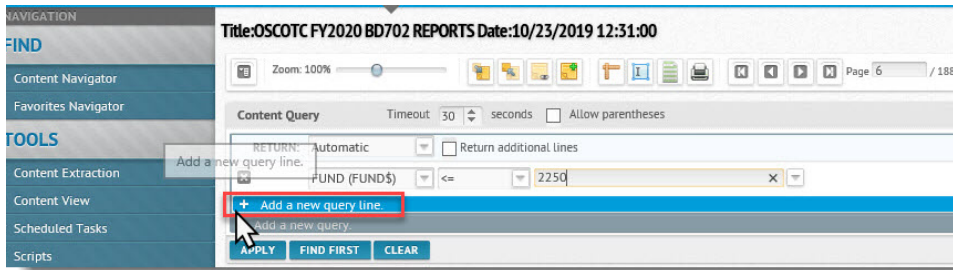 NAVIGATION
FIND
Content Navigator
Favorites Navigator
TOOLS
Content Extraction
Content View
Scheduled Tasks
Scripts
Title:OSCOTC FY2020 BD702 REPORTS Date:10/23/2019 12:31:00
Zoom: 100%
Page 6 / 188
Content Query Timeout 30 seconds Allow parentheses
RETURN: Automatic Return additional lines
Add a new query line.
FUND (FUND$) <= 2250
+ Add a new query line.
Add a new query.
APPLY FIND FIRST CLEAR